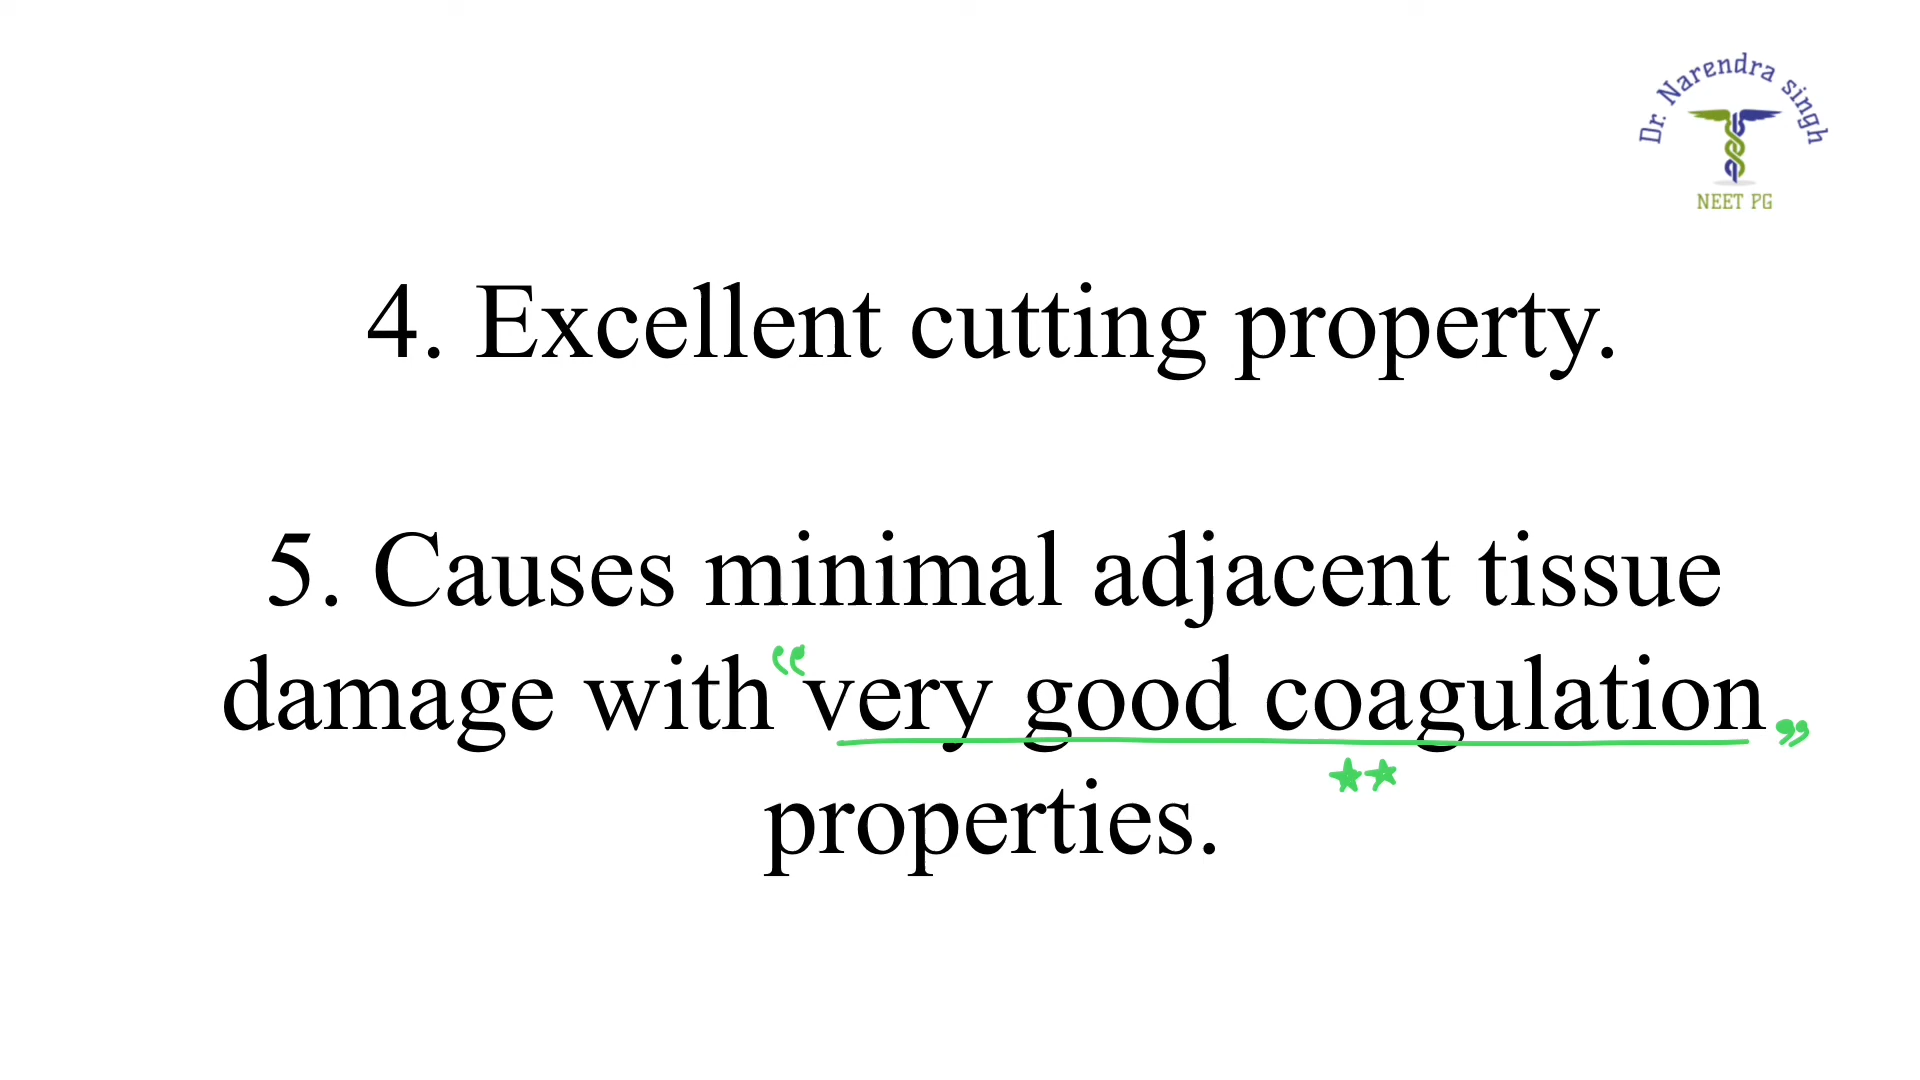 Dr. Narendra singh
NEET PG
4. Excellent cutting property.
5. Causes minimal adjacent tissue
damage with “very good coagulation”
properties.